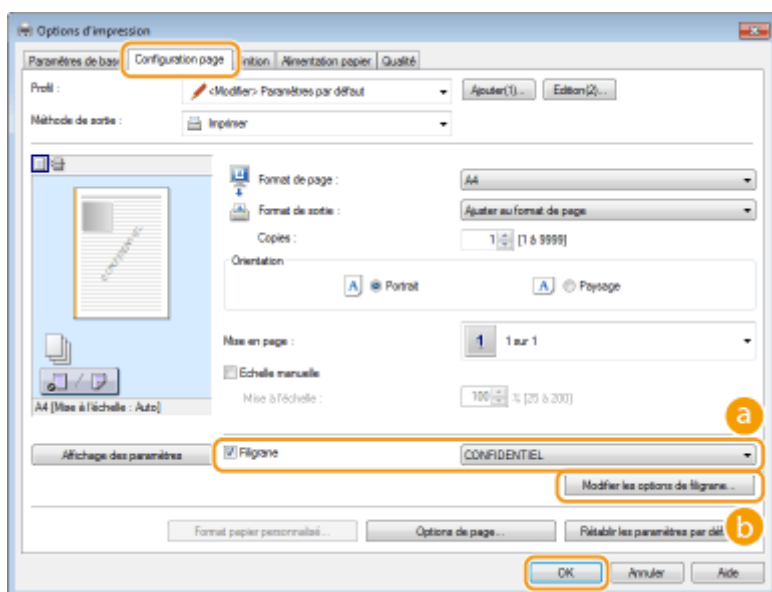 Options d'impression
Paramètres de base Configuration page Finition Alimentation papier Qualité
Profil : <Modifier> Paramètres par défaut Ajouter(1)... Edition(2)...
Méthode de sortie : Imprimer
CONFIDENTIEL
Format de page : A4
Format de sortie : Ajuster au format de page
Copies : 1 [1 à 9999]
Orientation
A Portrait A Paysage
Mise en page : 1 1 sur 1
Echelle manuelle
Mise à l'échelle : 100 % [25 à 200]
A4 [Mise à l'échelle : Auto]
a
Affichage des paramètres Filigrane CONFIDENTIEL
Modifier les options de filigrane...
b
Format papier personnalisé... Options de page... Rétablir les paramètres par déf
OK Annuler Aide